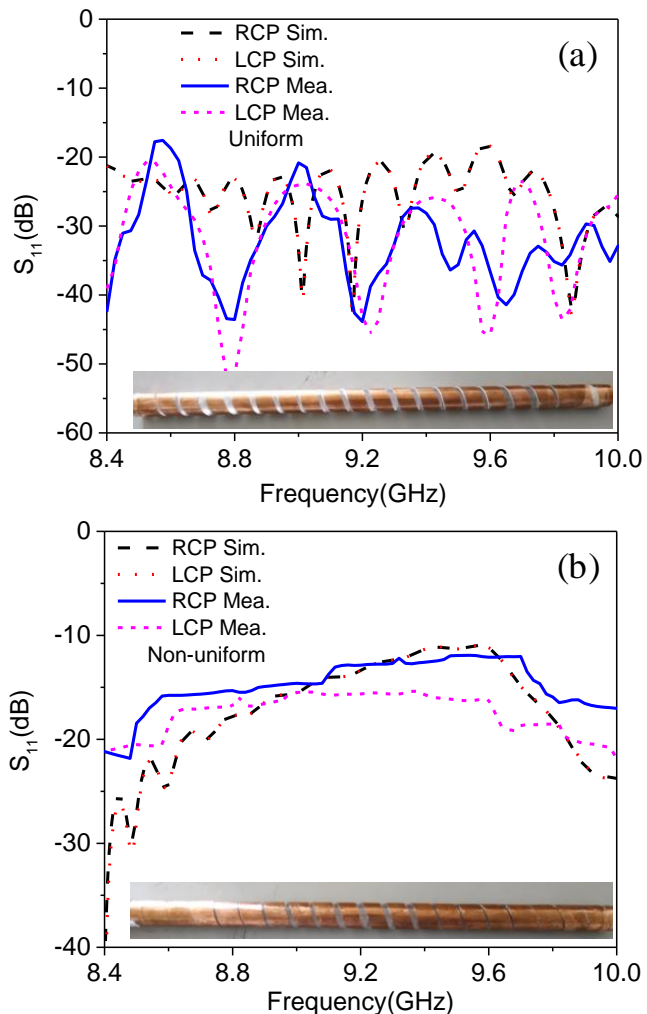 0
-10
-20
-30
-40
-50
-60
S11(dB)
RCP Sim.
LCP Sim.
RCP Mea.
LCP Mea.
Uniform
(a)
8.4 8.8 9.2 9.6 10.0
Frequency(GHz)
0
-10
-20
-30
-40
S11(dB)
RCP Sim.
LCP Sim.
RCP Mea.
LCP Mea.
Non-uniform
(b)
8.4 8.8 9.2 9.6 10.0
Frequency(GHz)